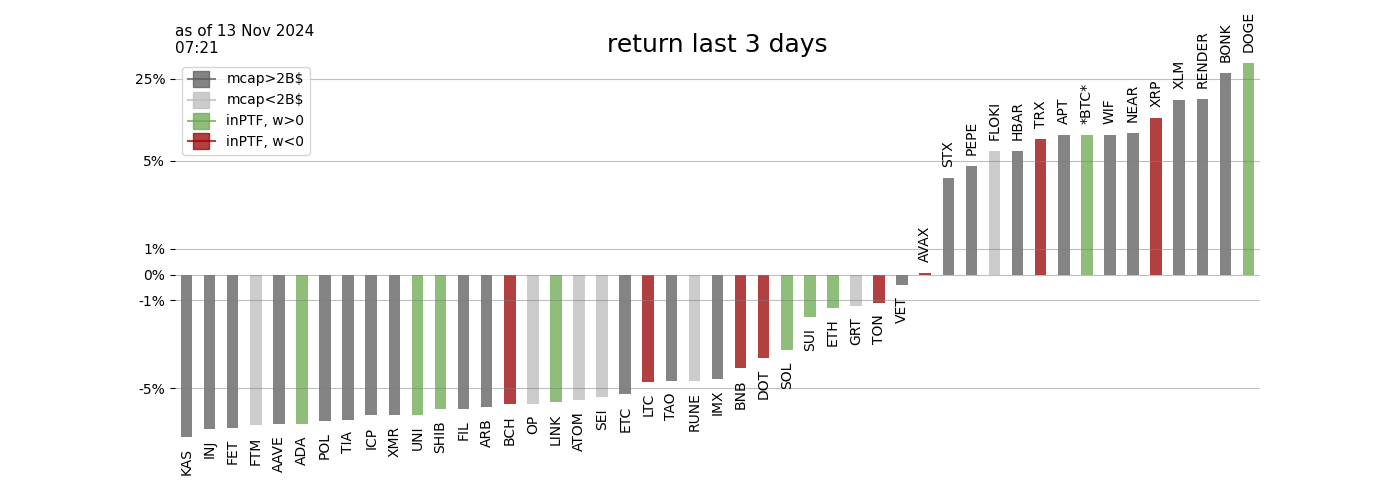 as of 13 Nov 2024
07:21
return last 3 days
mcap>2B$
mcap<2B$
inPTF, w>0
inPTF, w<0
25%
5%
1%
0%
-1%
-5%
KAS
INJ
FET
FTM
AAVE
ADA
POL
TIA
ICP
XMR
UNI
SHIB
FIL
ARB
BCH
OP
LINK
ATOM
SEI
ETC
LTC
TAO
RUNE
IMX
BNB
DOT
SOL
SUI
ETH
GRT
TON
VET
AVAX
STX
PEPE
FLOKI
HBAR
TRX
APT
*BTC*
WIF
NEAR
XRP
XLM
RENDER
BONK
DOGE